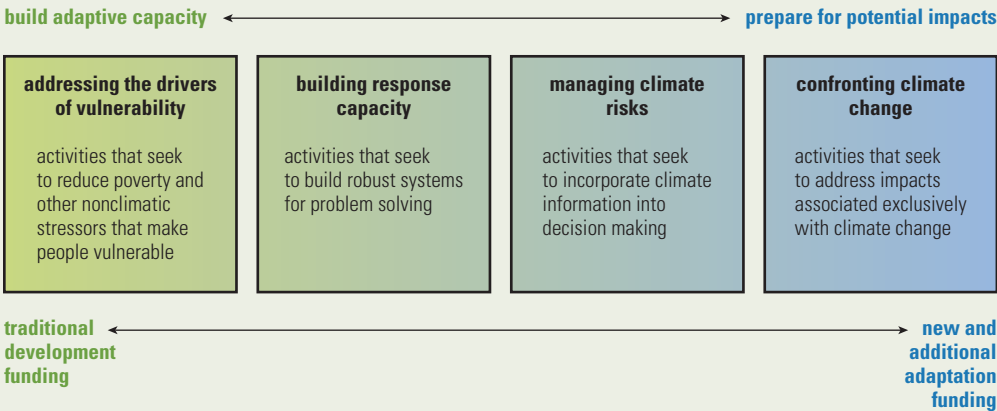 build adaptive capacity
prepare for potential impacts
addressing the drivers
of vulnerability
activities that seek
to reduce poverty and
other nonclimatic
stressors that make
people vulnerable
building response
capacity
activities that seek
to build robust systems
for problem solving
managing climate
risks
activities that seek
to incorporate climate
information into
decision making
confronting climate
change
activities that seek
to address impacts
associated exclusively
with climate change
traditional
development
funding
new and
additional
adaptation
funding